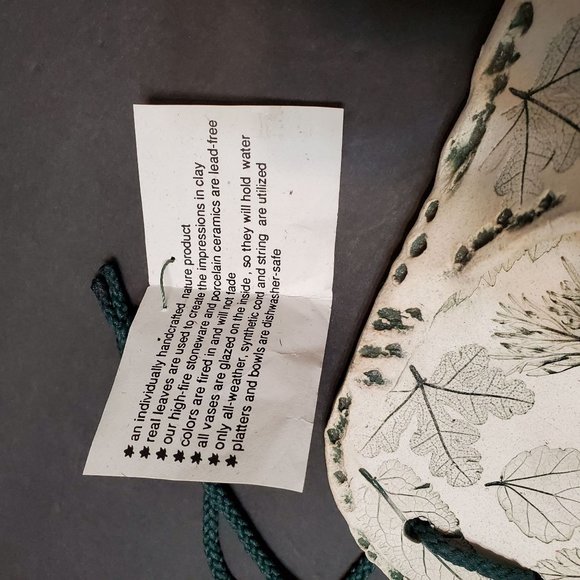 ★ an individually handcrafted nature product
★ real leaves are used to create the impressions in clay
★ our high-fire stoneware and porcelain ceramics are lead-free
★ colors are fired in and will not fade
★ all vases are glazed on the inside , so they will hold water
★ only all-weather, synthetic cord and string are utilized
★ platters and bowls are dishwasher-safe